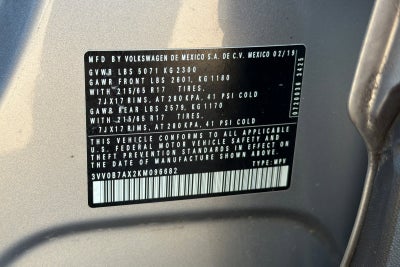 MFD BY VOLKSWAGEN DE MEXICO S.A. DE C.V. MEXICO 02/19
GVWR LBS 5071 KG 2300
GAWR FRONT LBS 2601, KG 1180
WITH 215/65 R17 TIRES,
7JX17 RIMS, AT 280 KPA, 41 PSI COLD
GAWR REAR LBS 2579, KG 1170
WITH 215/65 R17 TIRES,
7JX17 RIMS, AT 280 KPA, 41 PSI COLD
THIS VEHICLE CONFORMS TO ALL APPLICABLE
U.S. FEDERAL MOTOR VEHICLE SAFETY AND
THEFT PREVENTION STANDARDS IN EFFECT ON
THE DATE OF MANUFACTURE SHOWN ABOVE.
TYPE: MPV
3VV0B7AX2KM096682
3425